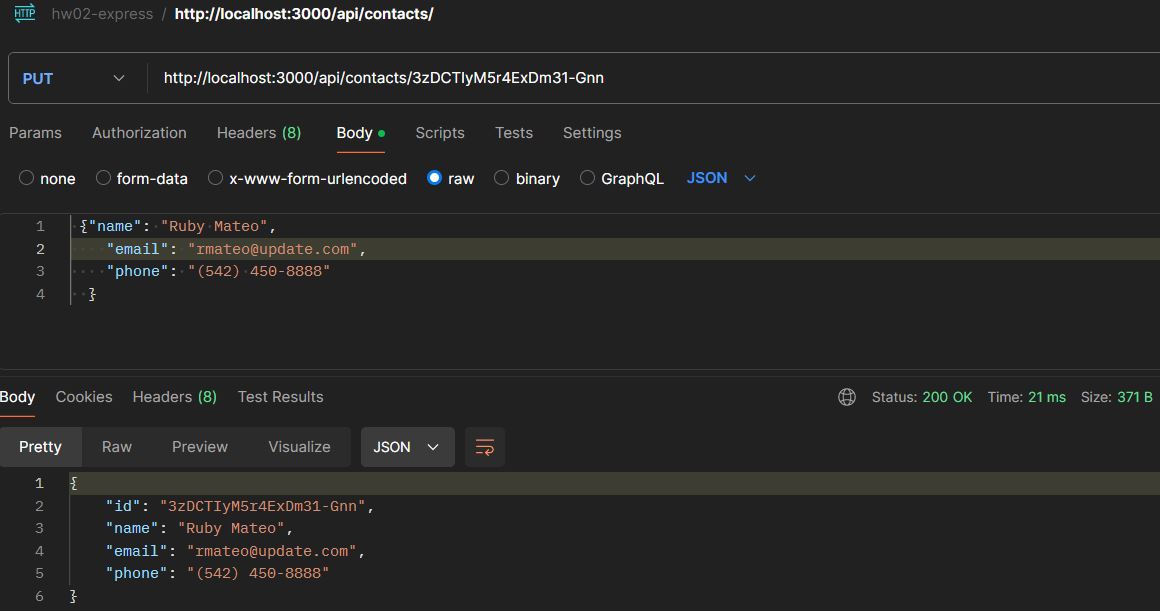 HTTP hw02-express / http://localhost:3000/api/contacts/
PUT http://localhost:3000/api/contacts/3zDCTIyM5r4ExDm31-Gnn
Params Authorization Headers (8) Body Scripts Tests Settings
none form-data x-www-form-urlencoded raw binary GraphQL JSON
1 {"name": "Ruby Mateo",
2 "email": "rmateo@update.com",
3 "phone": "(542) 450-8888"
4 }
Body Cookies Headers (8) Test Results Status: 200 OK Time: 21 ms Size: 371 B
Pretty Raw Preview Visualize JSON
1 {
2 "id": "3zDCTIyM5r4ExDm31-Gnn",
3 "name": "Ruby Mateo",
4 "email": "rmateo@update.com",
5 "phone": "(542) 450-8888"
6 }